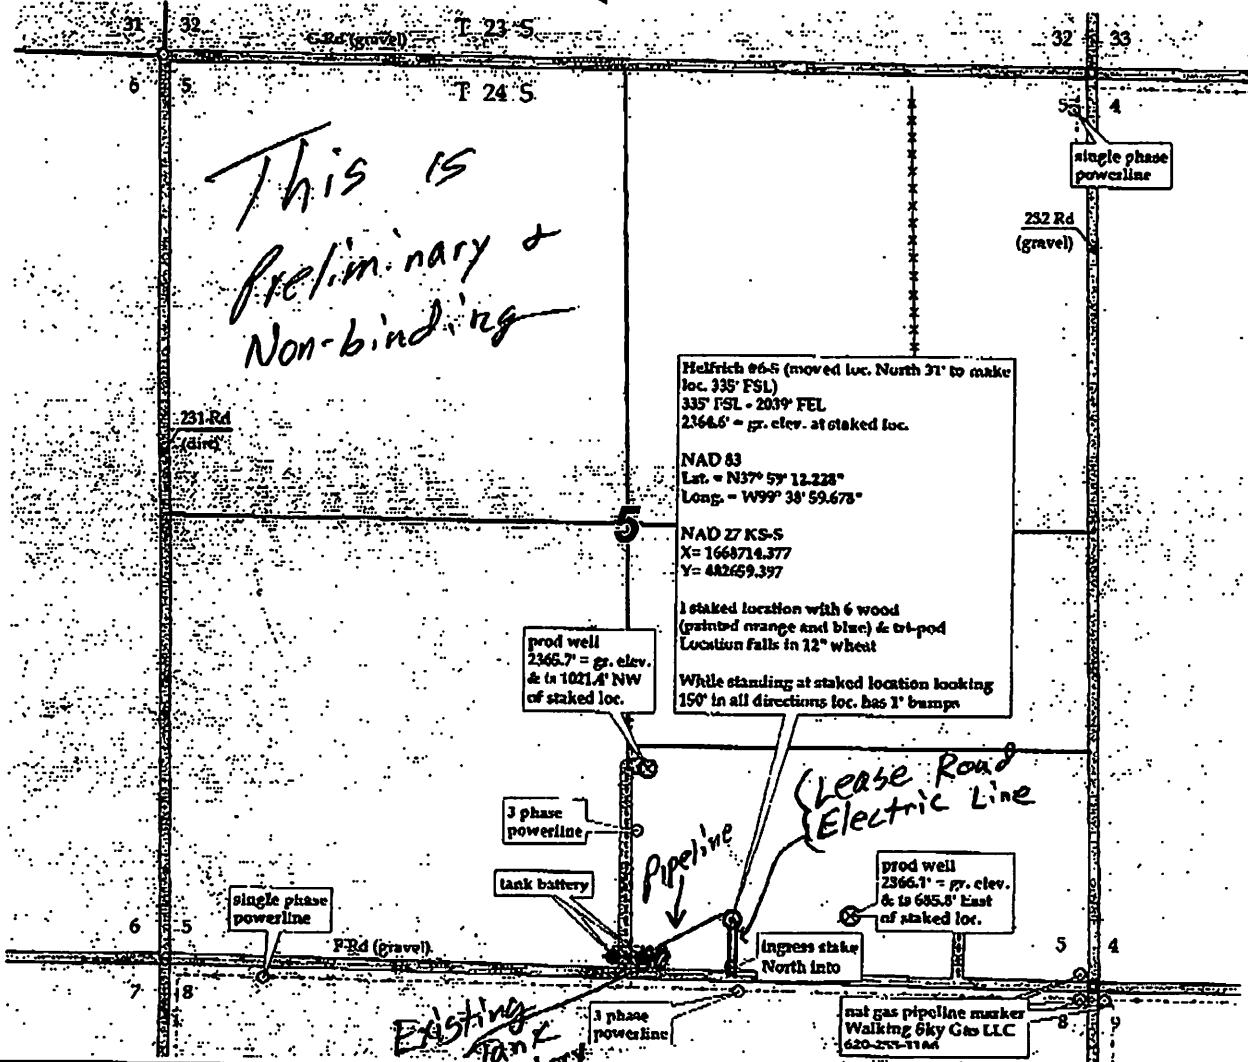 31 32
T 23 S
32 33
G Rd (gravel)
6 5
T 24 S
5 4
single phase
powerline
This is
Preliminary &
Non-binding
232 Rd
(gravel)
231 Rd
(dirt)
Helfrich #6-5 (moved loc. North 31' to make
loc. 335' FSL)
335' FSL - 2039' FEL
2364.6' = gr. elev. at staked loc.
NAD 83
Lat. = N37° 59' 12.228"
Long. = W99° 38' 59.678"
NAD 27 KS-S
X= 1668714.377
Y= 482659.397
1 staked location with 6 wood
(painted orange and blue) & tri-pod
Location falls in 12" wheat
While standing at staked location looking
150' in all directions loc. has 1' bumps
5
prod well
2365.7' = gr. elev.
& is 1021.4' NW
of staked loc.
Lease Road
Electric Line
3 phase
powerline
Pipeline
prod well
2366.1' = gr. elev.
& is 685.8' East
of staked loc.
tank battery
single phase
powerline
6 5
F Rd (gravel)
ingress stake
North into
5 4
7 8
3 phase
powerline
nat gas pipeline marker
Walking Sky Gas LLC
8 9
Existing
Tank